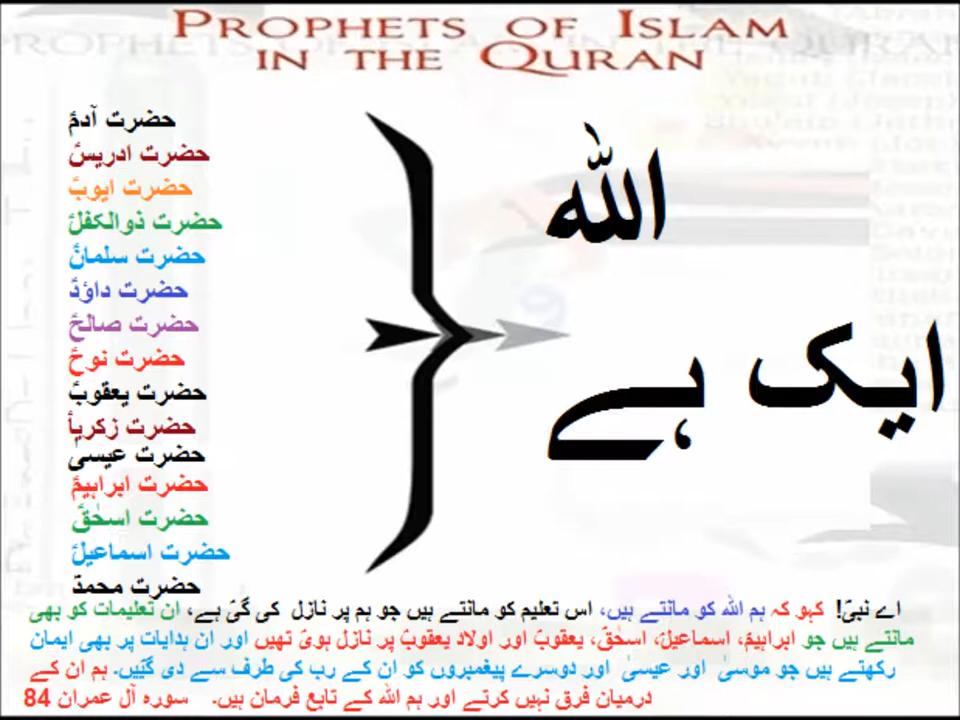 PROPHETS OF ISLAM
IN THE QURAN
حضرت آدمؑ
حضرت ادریسؑ
حضرت ایوبؑ
حضرت ذوالکفلؑ
حضرت سلمانؑ
حضرت داؤدؑ
حضرت صالحؑ
حضرت نوحؑ
حضرت یعقوبؑ
حضرت زکریاؑ
حضرت عیسیٰ
حضرت ابراہیمؑ
حضرت اسحٰقؑ
حضرت اسماعیلؑ
حضرت محمدؐ
اللہ
ایک ہے
اے نبیؐ! کہو کہ ہم اللہ کو مانتے ہیں، اس تعلیم کو مانتے ہیں جو ہم پر نازل کی گیٔ ہے، ان تعلیمات کو بھی
مانتے ہیں جو ابراہیمؑ، اسماعیلؑ، اسحٰقؑ، یعقوبؑ اور اولاد یعقوبؑ پر نازل ہویٔ تھیں اور ان ہدایات پر بھی ایمان
رکھتے ہیں جو موسیٰ اور عیسیٰ اور دوسرے پیغمبروں کو ان کے رب کی طرف سے دی گئیں۔ ہم ان کے
درمیان فرق نہیں کرتے اور ہم اللہ کے تابع فرمان ہیں۔ سورہ آل عمران 84